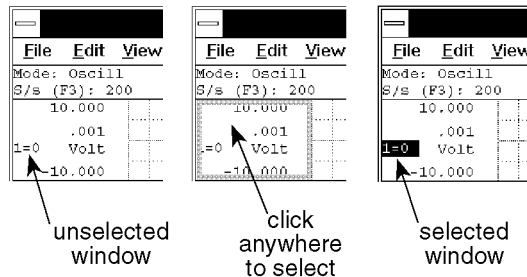 File Edit View
Mode: Oscill
S/s (F3): 200
10.000
.001
1=0 Volt
-10.000
unselected
window
File Edit View
Mode: Oscill
S/s (F3): 200
10.000
.001
=0 Volt
-10.000
click
anywhere
to select
File Edit View
Mode: Oscill
S/s (F3): 200
10.000
.001
1=0 Volt
-10.000
selected
window